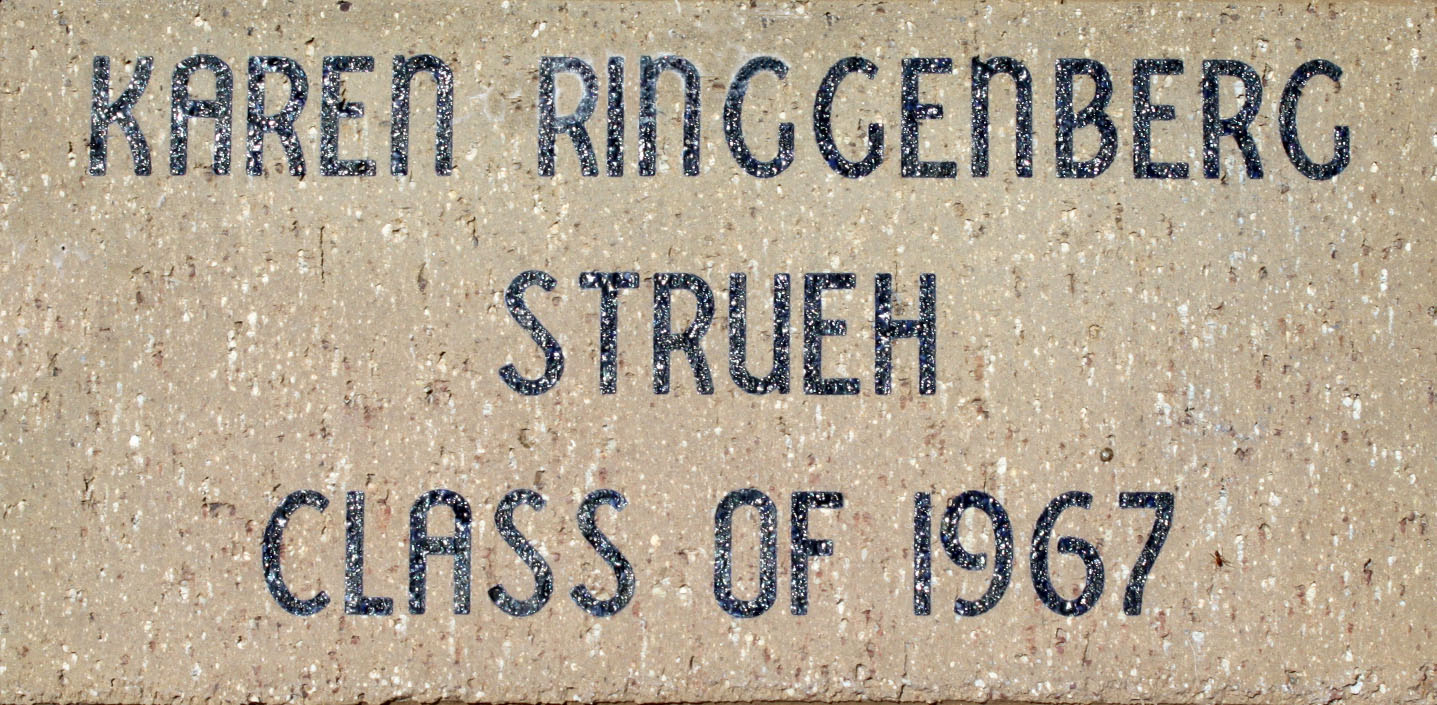 KAREN RINGGENBERG
STRUEH
CLASS OF 1967